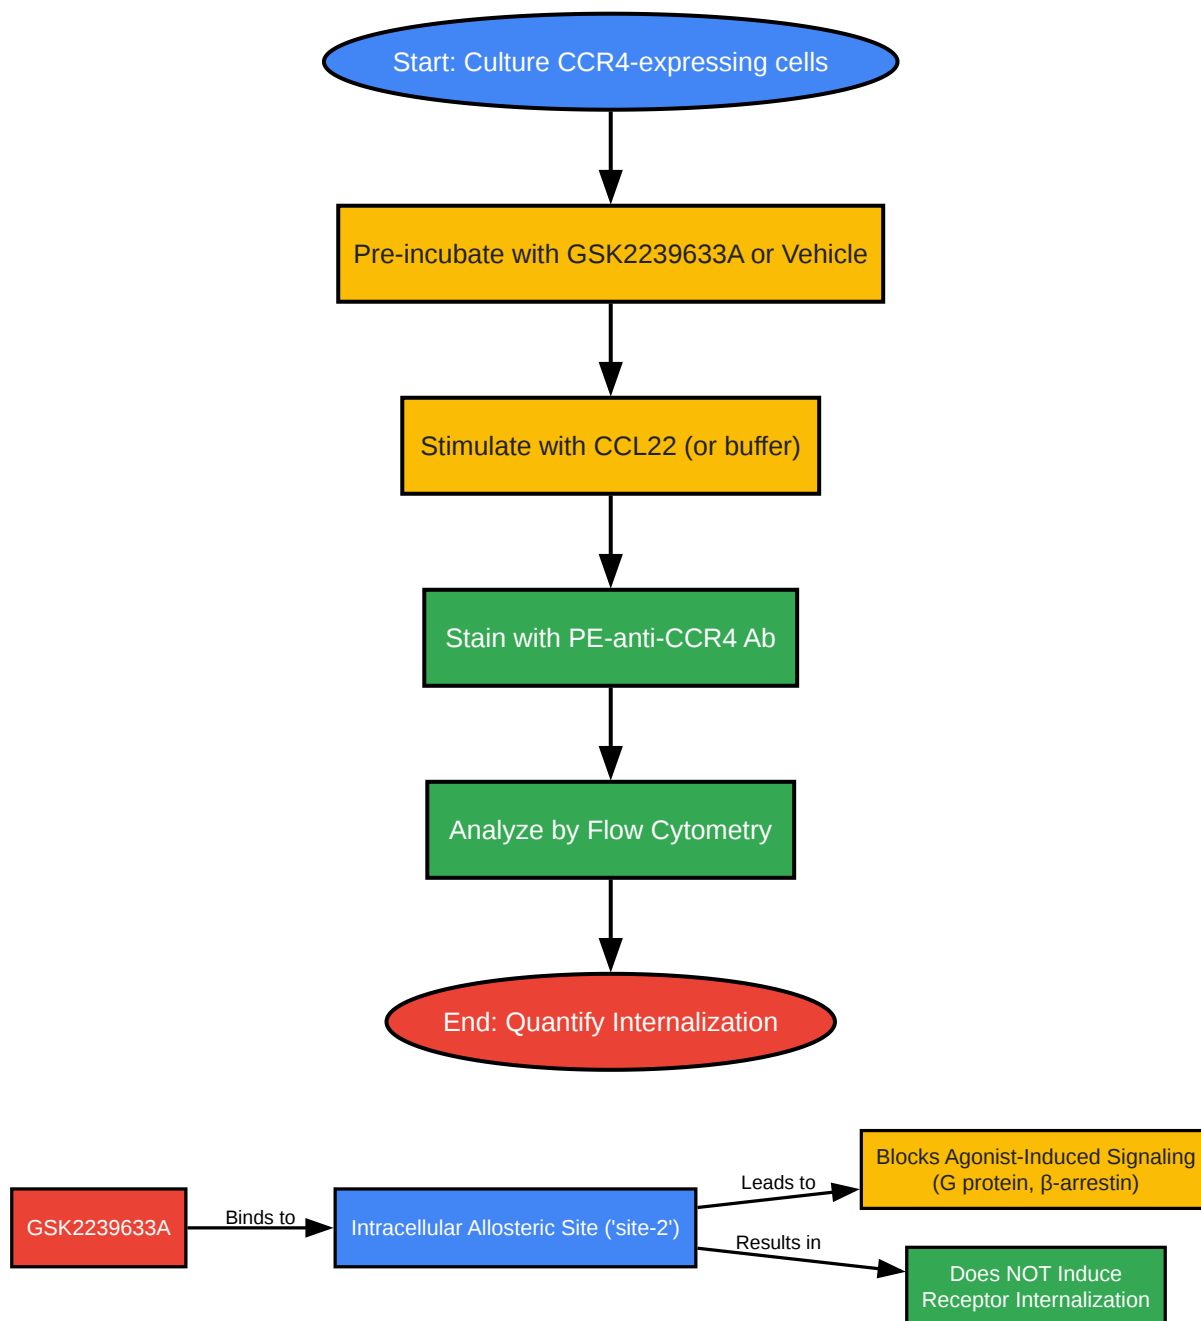 Start: Culture CCR4-expressing cells
Pre-incubate with GSK2239633A or Vehicle
Stimulate with CCL22 (or buffer)
Stain with PE-anti-CCR4 Ab
Analyze by Flow Cytometry
End: Quantify Internalization
GSK2239633A
Binds to
Intracellular Allosteric Site ('site-2')
Leads to
Blocks Agonist-Induced Signaling
(G protein, β-arrestin)
Results in
Does NOT Induce
Receptor Internalization